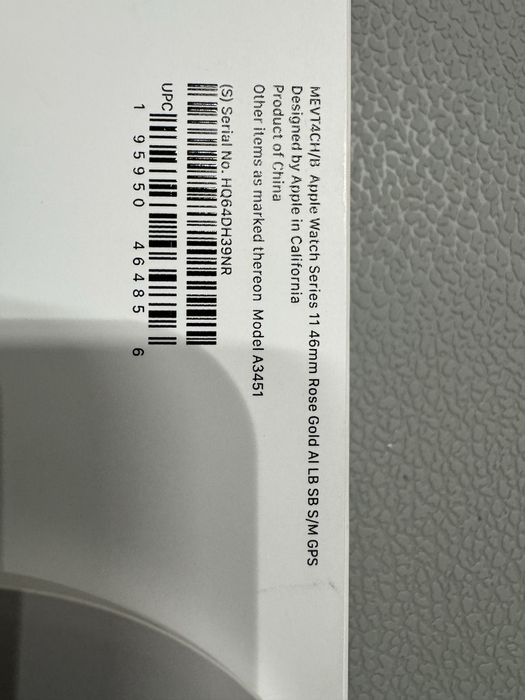 MEVT4CH/B Apple Watch Series 11 46mm Rose Gold Al LB SB S/M GPS
Designed by Apple in California
Product of China
Other items as marked thereon Model A3451
(S) Serial No. HQ64DH39NR
UPC
1 95950 46485 6